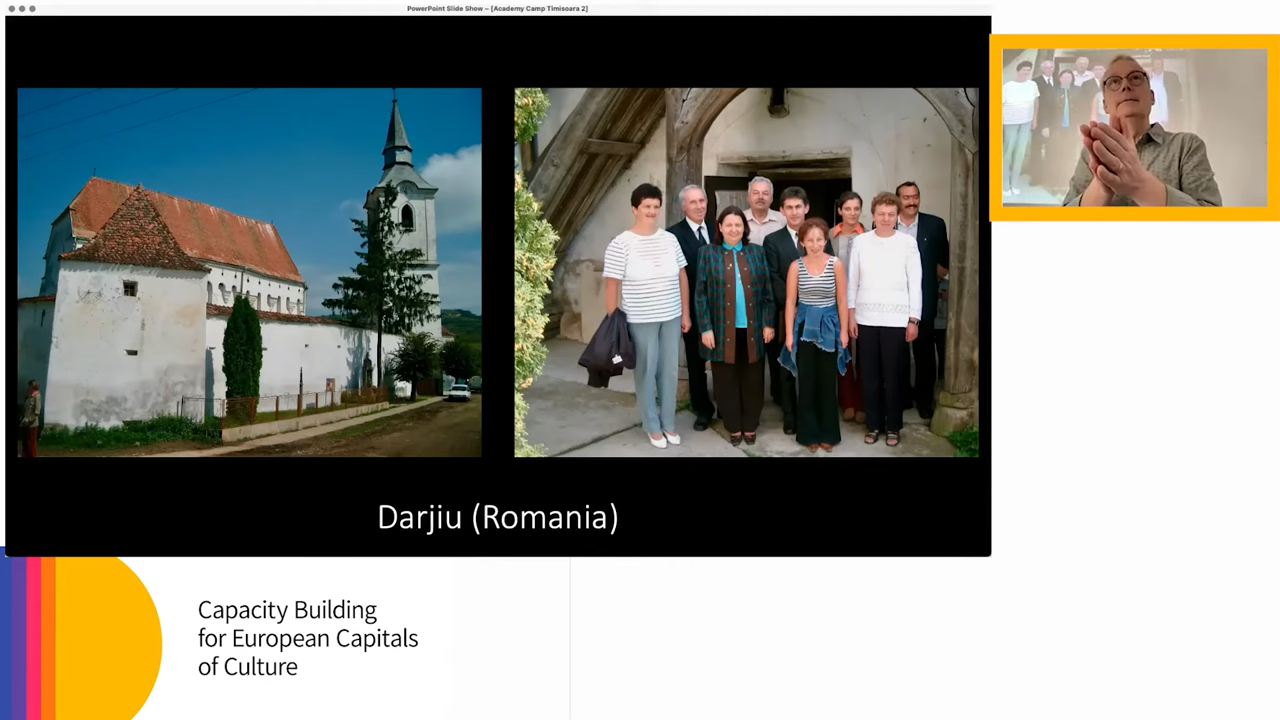 PowerPoint Slide Show – [Academy Camp Timisoara 2]
Darjiu (Romania)
Capacity Building
for European Capitals
of Culture